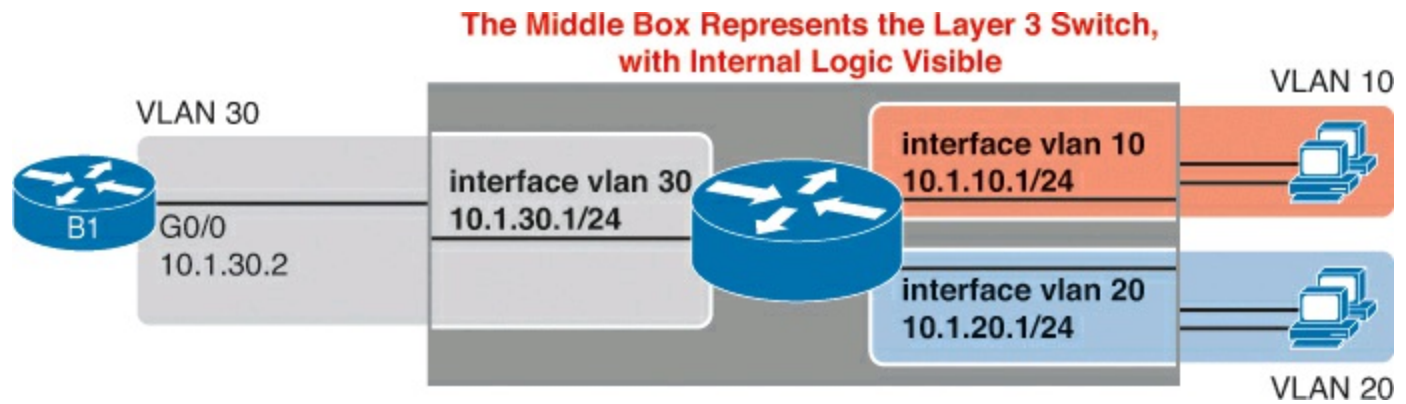 The Middle Box Represents the Layer 3 Switch,
with Internal Logic Visible
VLAN 30
B1
G0/0
10.1.30.2
interface vlan 30
10.1.30.1/24
VLAN 10
interface vlan 10
10.1.10.1/24
interface vlan 20
10.1.20.1/24
VLAN 20